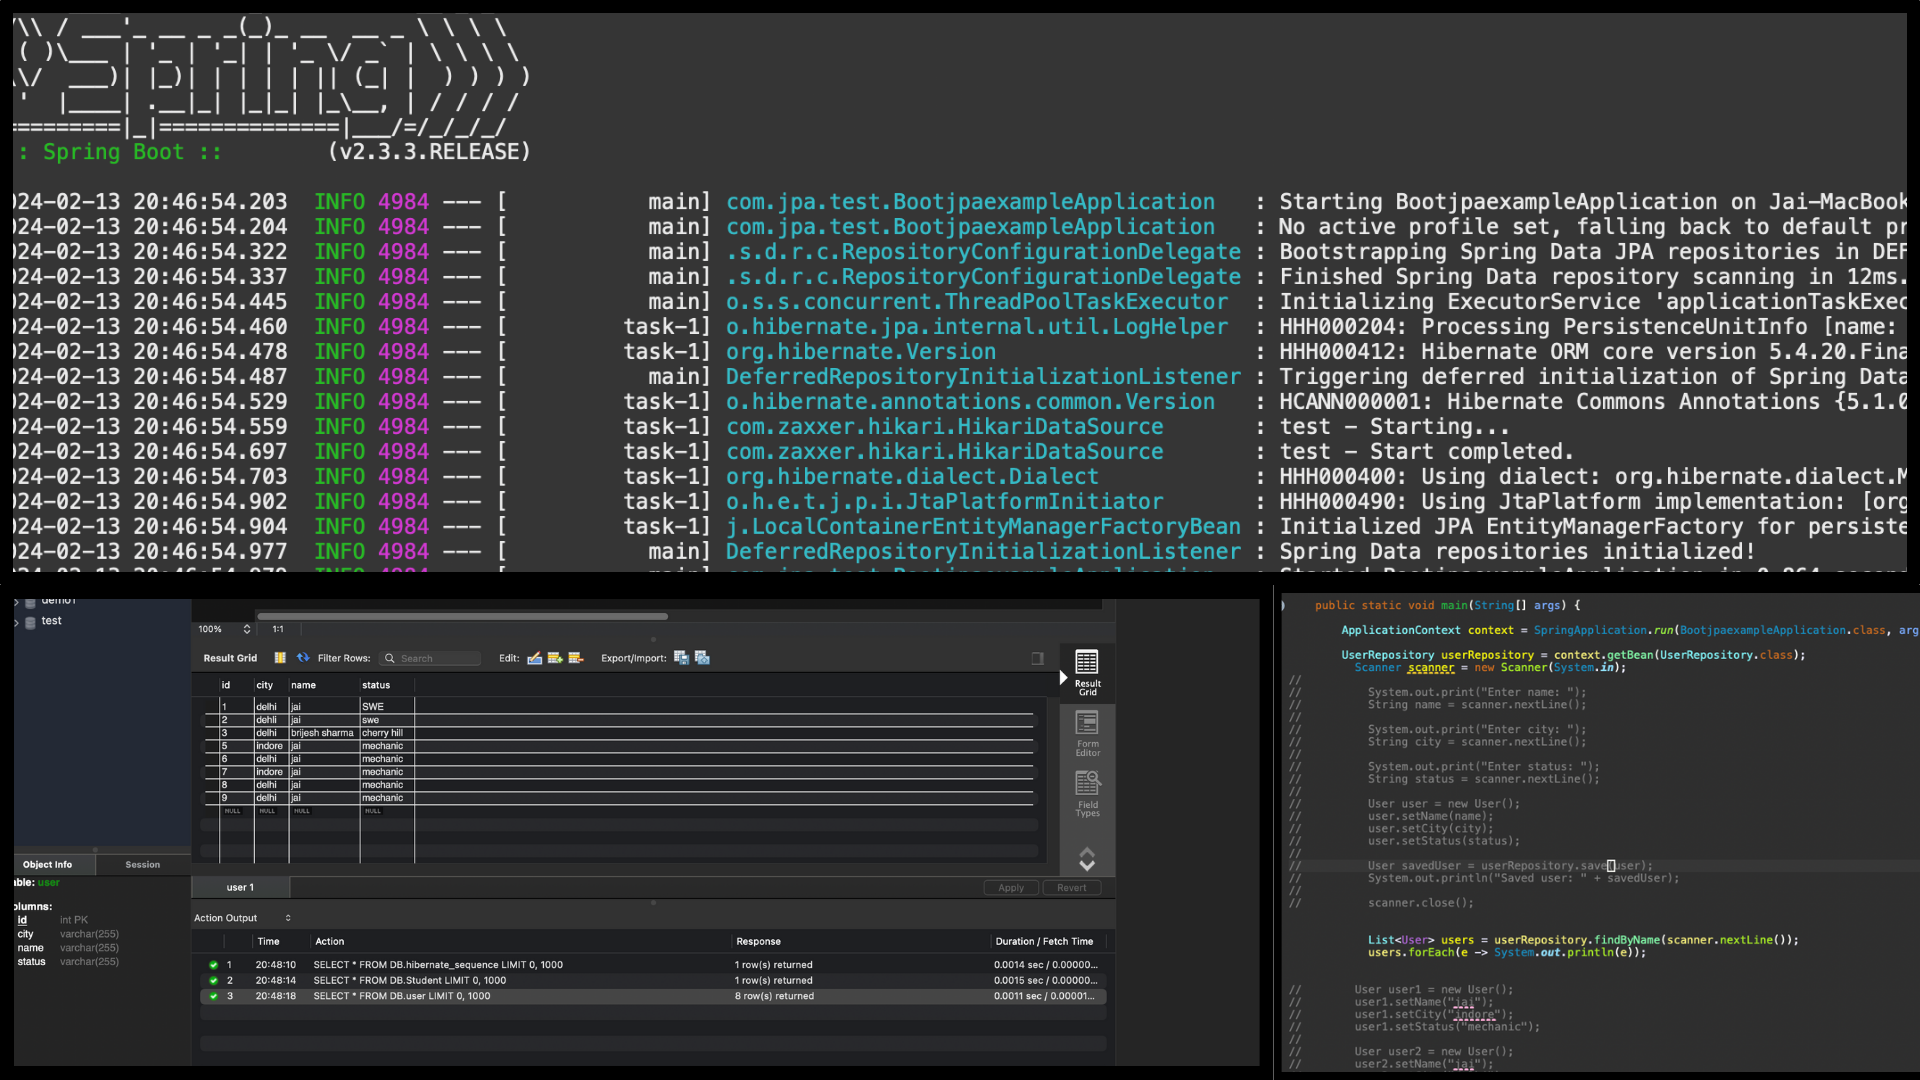 : Spring Boot ::        (v2.3.3.RELEASE)
024-02-13 20:46:54.203  INFO 4984 --- [           main] com.jpa.test.BootjpaexampleApplication   : Starting BootjpaexampleApplication on Jai-MacBook
024-02-13 20:46:54.204  INFO 4984 --- [           main] com.jpa.test.BootjpaexampleApplication   : No active profile set, falling back to default pr
024-02-13 20:46:54.322  INFO 4984 --- [           main] .s.d.r.c.RepositoryConfigurationDelegate : Bootstrapping Spring Data JPA repositories in DEF
024-02-13 20:46:54.337  INFO 4984 --- [           main] .s.d.r.c.RepositoryConfigurationDelegate : Finished Spring Data repository scanning in 12ms.
024-02-13 20:46:54.445  INFO 4984 --- [           main] o.s.s.concurrent.ThreadPoolTaskExecutor  : Initializing ExecutorService 'applicationTaskExec
024-02-13 20:46:54.460  INFO 4984 --- [         task-1] o.hibernate.jpa.internal.util.LogHelper  : HHH000204: Processing PersistenceUnitInfo [name:
024-02-13 20:46:54.478  INFO 4984 --- [         task-1] org.hibernate.Version                    : HHH000412: Hibernate ORM core version 5.4.20.Fina
024-02-13 20:46:54.487  INFO 4984 --- [           main] DeferredRepositoryInitializationListener : Triggering deferred initialization of Spring Data
024-02-13 20:46:54.529  INFO 4984 --- [         task-1] o.hibernate.annotations.common.Version   : HCANN000001: Hibernate Commons Annotations {5.1.0
024-02-13 20:46:54.559  INFO 4984 --- [         task-1] com.zaxxer.hikari.HikariDataSource       : test - Starting...
024-02-13 20:46:54.697  INFO 4984 --- [         task-1] com.zaxxer.hikari.HikariDataSource       : test - Start completed.
024-02-13 20:46:54.703  INFO 4984 --- [         task-1] org.hibernate.dialect.Dialect            : HHH000400: Using dialect: org.hibernate.dialect.M
024-02-13 20:46:54.902  INFO 4984 --- [         task-1] o.h.e.t.j.p.i.JtaPlatformInitiator       : HHH000490: Using JtaPlatform implementation: [org
024-02-13 20:46:54.904  INFO 4984 --- [         task-1] j.LocalContainerEntityManagerFactoryBean : Initialized JPA EntityManagerFactory for persiste
024-02-13 20:46:54.977  INFO 4984 --- [           main] DeferredRepositoryInitializationListener : Spring Data repositories initialized!
demo1
test
100% 1:1
Result Grid Filter Rows: Search Edit: Export/Import:
id city name status
1 delhi jai SWE
2 dehli jai swe
3 delhi brijesh sharma cherry hill
5 indore jai mechanic
6 delhi jai mechanic
7 indore jai mechanic
8 delhi jai mechanic
9 delhi jai mechanic
NULL NULL NULL NULL
Result
Grid
Form
Editor
Field
Types
Object Info Session
able: user
olumns:
id int PK
city varchar(255)
name varchar(255)
status varchar(255)
user 1 Apply Revert
Action Output
Time Action Response Duration / Fetch Time
1 20:48:10 SELECT * FROM DB.hibernate_sequence LIMIT 0, 1000 1 row(s) returned 0.0014 sec / 0.00000...
2 20:48:14 SELECT * FROM DB.Student LIMIT 0, 1000 1 row(s) returned 0.0015 sec / 0.00000...
3 20:48:18 SELECT * FROM DB.user LIMIT 0, 1000 8 row(s) returned 0.0011 sec / 0.00001...
public static void main(String[] args) {
ApplicationContext context = SpringApplication.run(BootjpaexampleApplication.class, arg
UserRepository userRepository = context.getBean(UserRepository.class);
Scanner scanner = new Scanner(System.in);
//
// System.out.print("Enter name: ");
// String name = scanner.nextLine();
//
// System.out.print("Enter city: ");
// String city = scanner.nextLine();
//
// System.out.print("Enter status: ");
// String status = scanner.nextLine();
//
// User user = new User();
// user.setName(name);
// user.setCity(city);
// user.setStatus(status);
//
// User savedUser = userRepository.save(user);
// System.out.println("Saved user: " + savedUser);
//
// scanner.close();
List<User> users = userRepository.findByName(scanner.nextLine());
users.forEach(e -> System.out.println(e));
// User user1 = new User();
// user1.setName("jai");
// user1.setCity("indore");
// user1.setStatus("mechanic");
//
// User user2 = new User();
// user2.setName("jai");